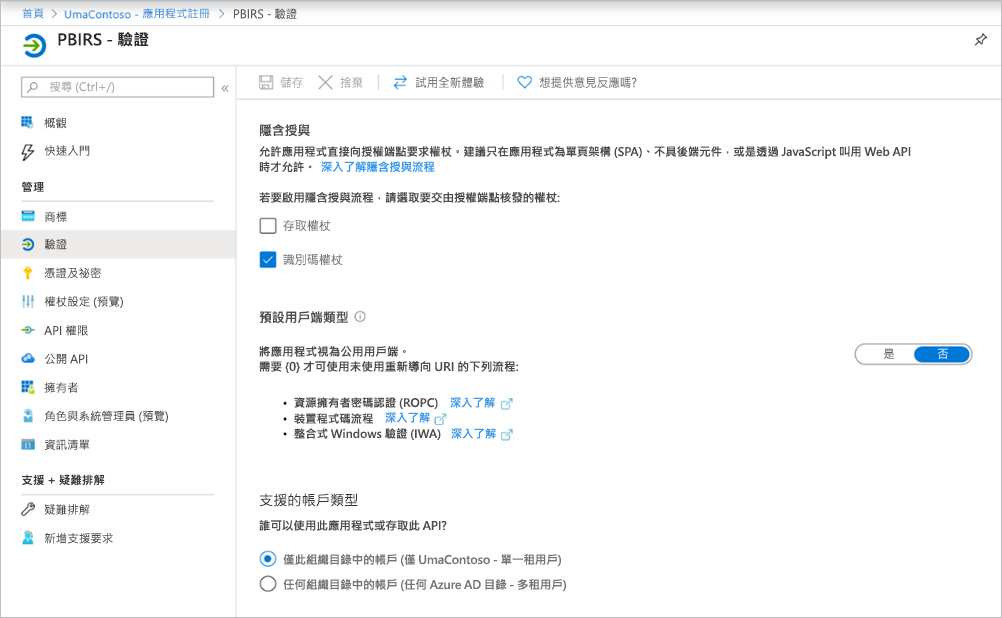 首頁 > UmaContoso - 應用程式註冊 > PBIRS - 驗證
PBIRS - 驗證
搜尋 (Ctrl+/)
«
概觀
快速入門
管理
商標
驗證
憑證及祕密
權杖設定 (預覽)
API 權限
公開 API
擁有者
角色與系統管理員 (預覽)
資訊清單
支援 + 疑難排解
疑難排解
新增支援要求
儲存 捨棄 試用全新體驗 想提供意見反應嗎?
隱含授與
允許應用程式直接向授權端點要求權杖。建議只在應用程式為單頁架構 (SPA)、不具後端元件，或是透過 JavaScript 叫用 Web API
時才允許。 深入了解隱含授與流程
若要啟用隱含授與流程，請選取要交由授權端點核發的權杖:
存取權杖
識別碼權杖
預設用戶端類型
將應用程式視為公用用戶端。
需要 {0} 才可使用未使用重新導向 URI 的下列流程:
是 否
• 資源擁有者密碼認證 (ROPC) 深入了解
• 裝置程式碼流程 深入了解
• 整合式 Windows 驗證 (IWA) 深入了解
支援的帳戶類型
誰可以使用此應用程式或存取此 API?
僅此組織目錄中的帳戶 (僅 UmaContoso - 單一租用戶)
任何組織目錄中的帳戶 (任何 Azure AD 目錄 - 多租用戶)